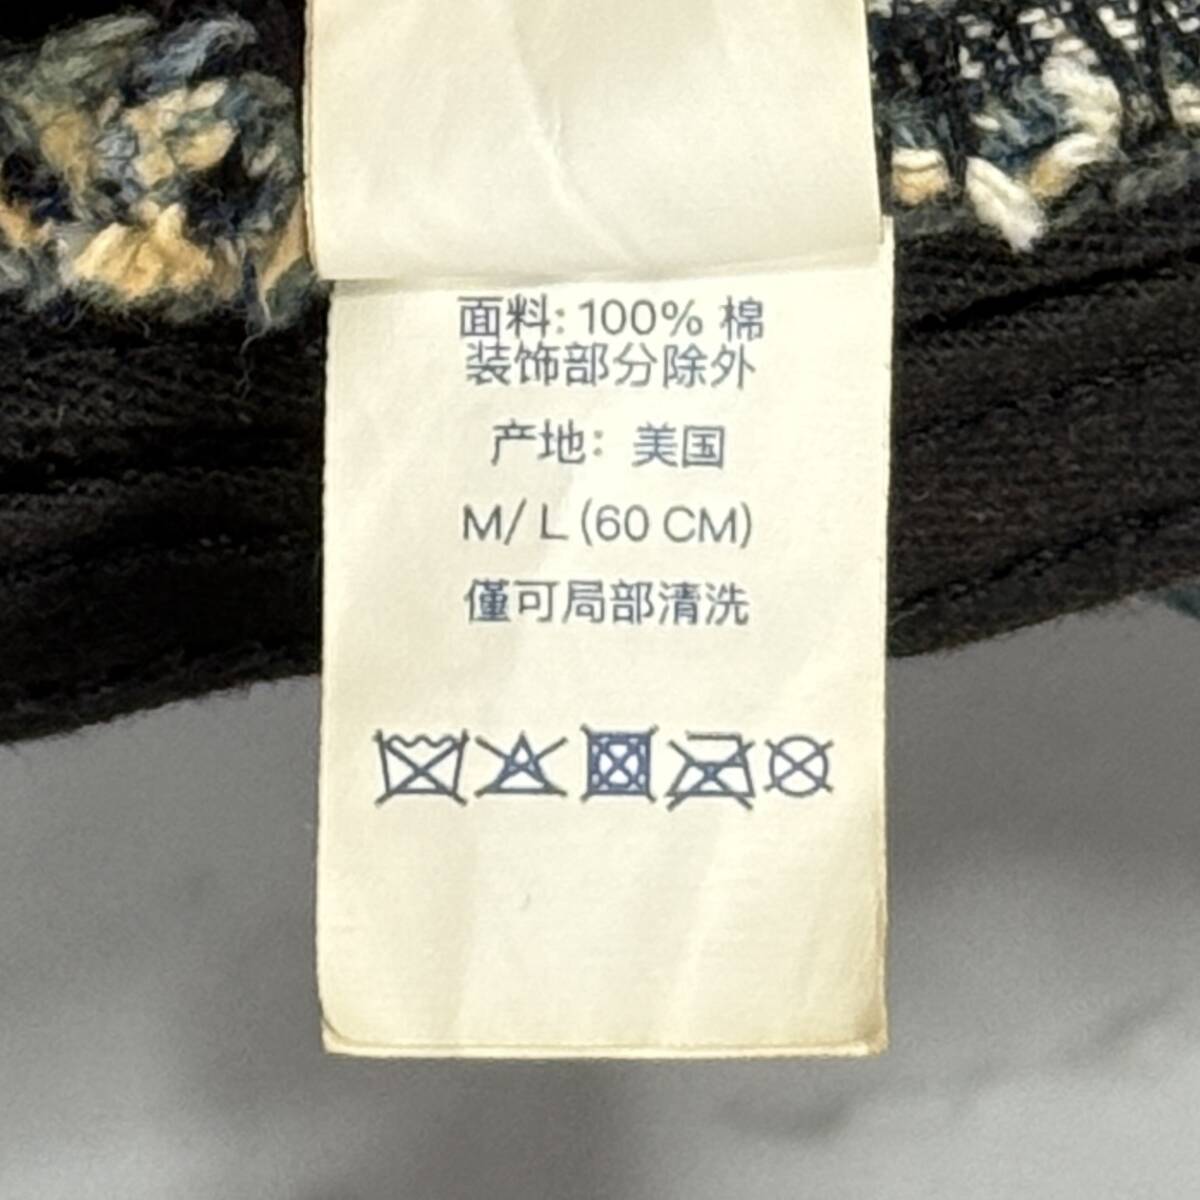 面料: 100% 棉
装饰部分除外
产地: 美国
M/ L (60 CM)
僅可局部清洗